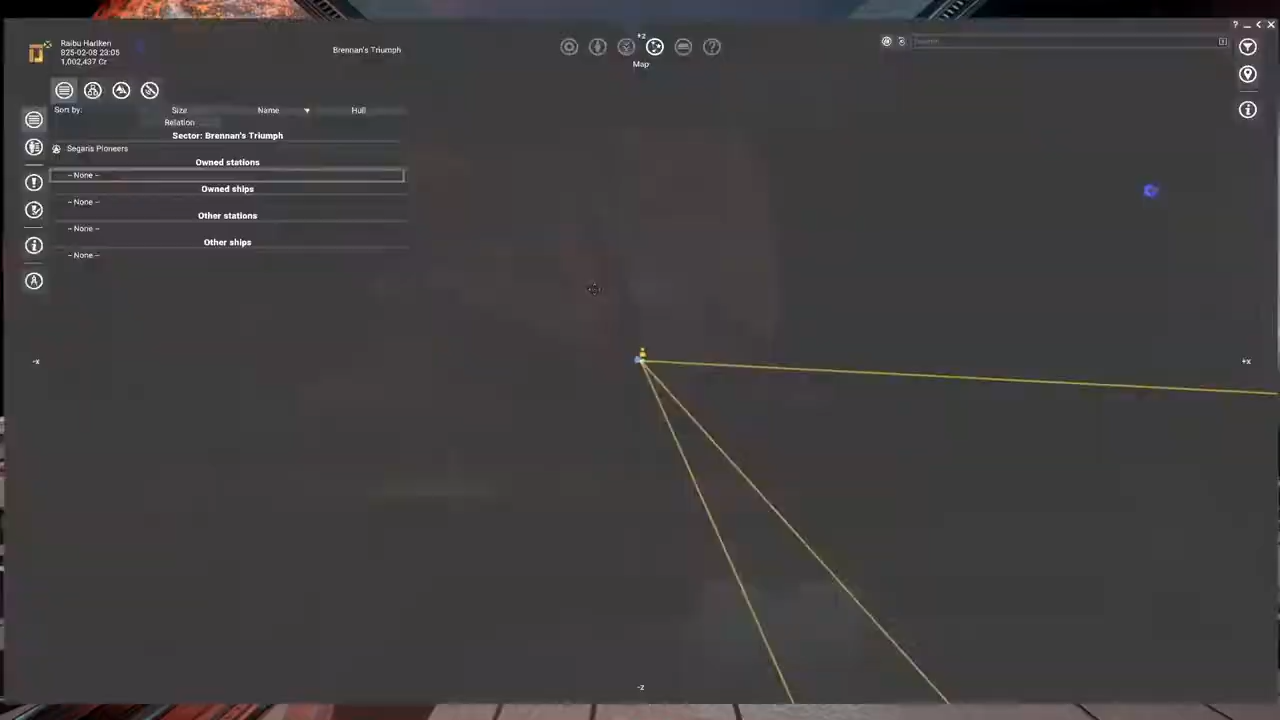 Raibu Hariken
825-02-08 23:05
1,002,437 Cr
Brennan's Triumph
+z
Map
Sort by:
Size
Name
Hull
Relation
Sector: Brennan's Triumph
Segaris Pioneers
Owned stations
-- None --
Owned ships
-- None --
Other stations
-- None --
Other ships
-- None --
-x
+x
-z